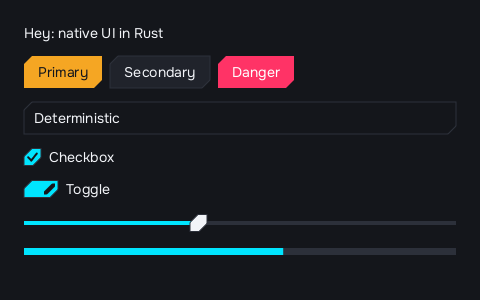 Hey: native UI in Rust
Primary Secondary Danger
Deterministic
Checkbox
Toggle